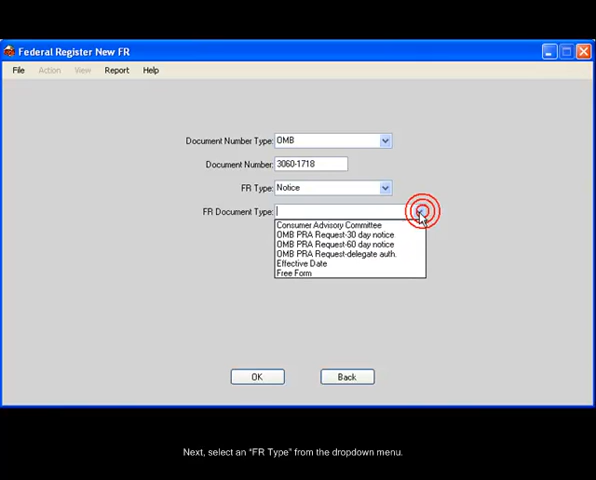 Federal Register New FR
File Action View Report Help
Document Number Type: OMB
Document Number: 3060-1718
FR Type: Notice
FR Document Type:
Consumer Advisory Committee
OMB PRA Request-30 day notice
OMB PRA Request-60 day notice
OMB PRA Request-delegate auth.
Effective Date
Free Form
OK Back
Next, select an "FR Type" from the dropdown menu.